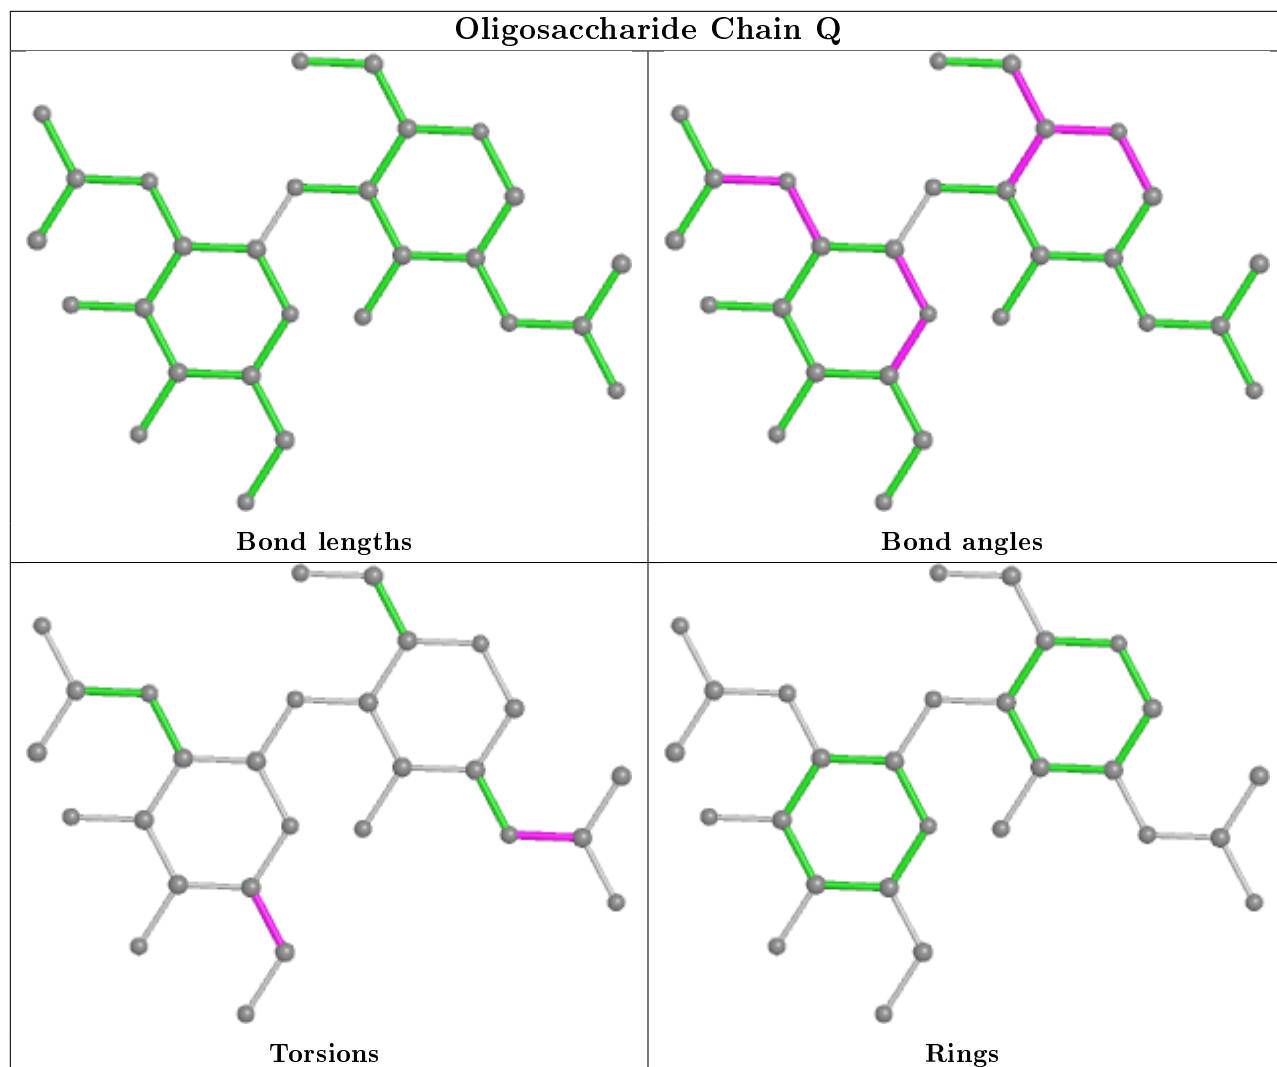 Oligosaccharide Chain Q
Bond lengths
Bond angles
Torsions
Rings